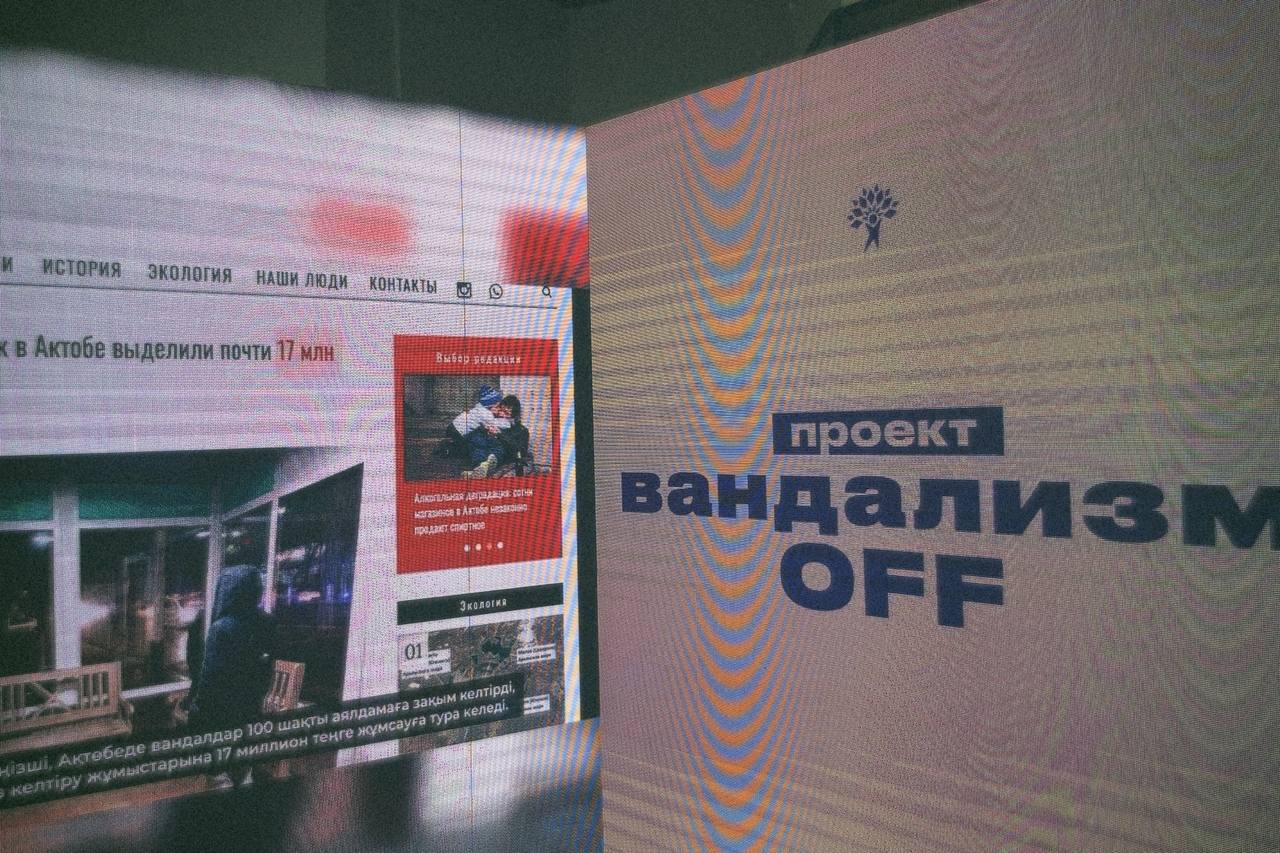 И ИСТОРИЯ ЭКОЛОГИЯ НАШИ ЛЮДИ КОНТАКТЫ
к в Актобе выделили почти 17 млн
Выбор редакции
Алкогольная деградация: сотни
магазинов в Актобе незаконно
продают спиртное
Экология
01
ңізші, Ақтөбеде вандалдар 100 шақты аялдамаға зақым келтірді,
келтіру жұмыстарына 17 миллион теңге жұмсауға тура келеді.
проект
вандализм
OFF